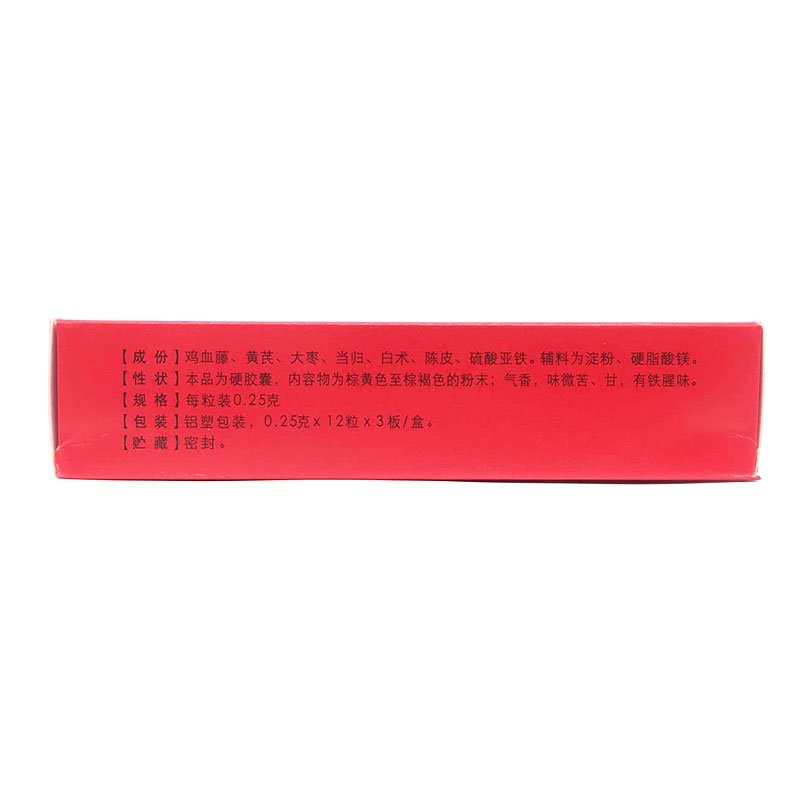 【成份】鸡血藤、黄芪、大枣、当归、白术、陈皮、硫酸亚铁。辅料为淀粉、硬脂酸镁。
【性状】本品为硬胶囊，内容物为棕黄色至棕褐色的粉末；气香，味微苦、甘，有铁腥味。
【规格】每粒装0.25克
【包装】铝塑包装，0.25克x12粒x3板/盒。
【贮藏】密封。